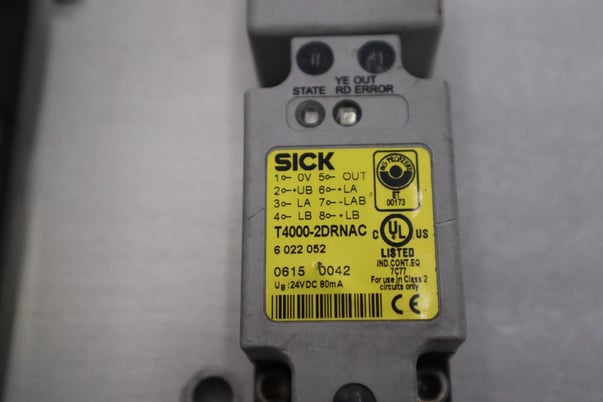 YE OUT
STATE RD ERROR
SICK
1 0V 5 OUT
2 +UB 6 +LA
3 LA 7 -LAB
4 LB 8 +LB
T4000-2DRNAC
6 022 052
0615 0042
UB :24VDC 80mA
ET
00173
C UL US
LISTED
IND.CONT.EQ
7C77
For use in Class 2
circuits only
CE